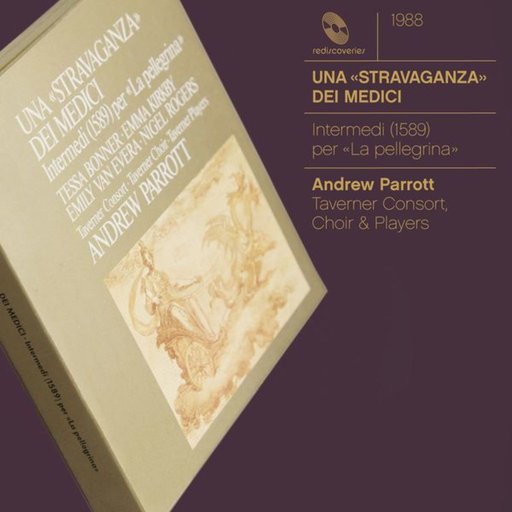 rediscoveries
1988
UNA «STRAVAGANZA»
DEI MEDICI
Intermedi (1589)
per «La pellegrina»
Andrew Parrott
Taverner Consort,
Choir & Players
UNA «STRAVAGANZA»
DEI MEDICI
Intermedi (1589) per «La pellegrina»
TESSA BONNER·EMMA KIRKBY
EMILY VAN EVERA·NIGEL ROGERS
Taverner Consort, Taverner Choir, Taverner Players
ANDREW PARROTT
DEI MEDICI - Intermedi (1589) per «La pellegrina»